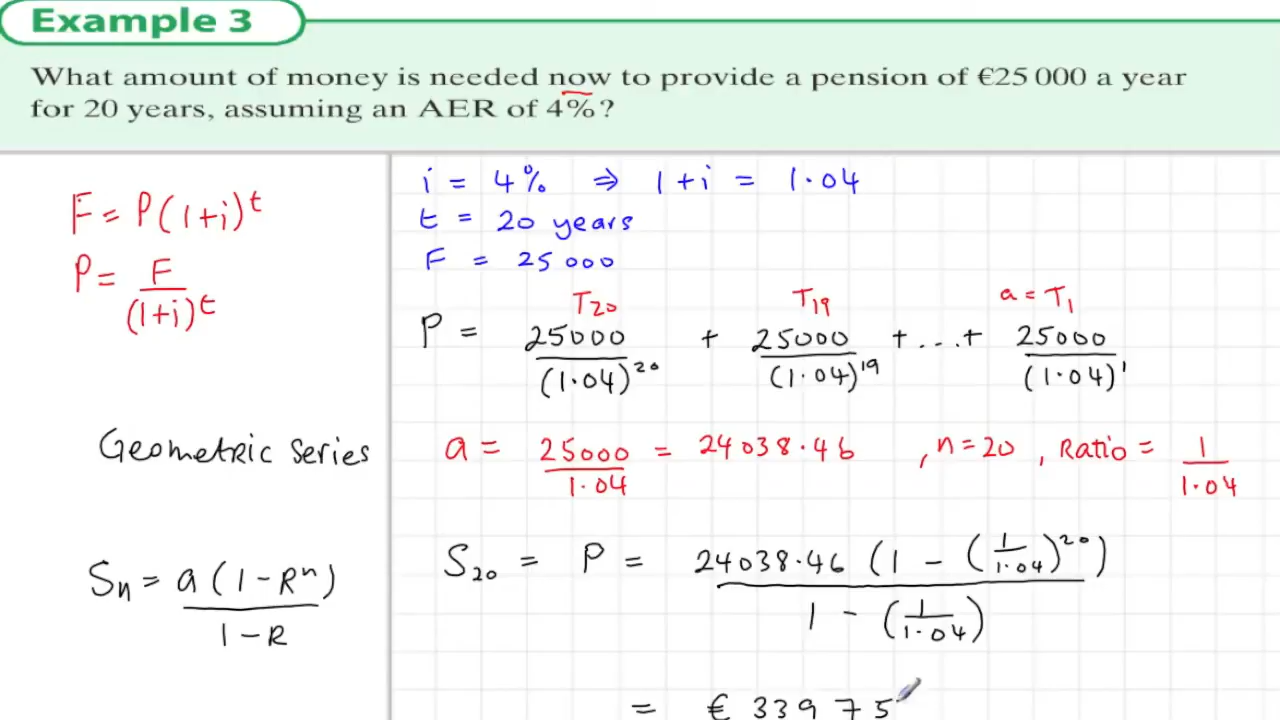 Example 3
What amount of money is needed now to provide a pension of €25 000 a year
for 20 years, assuming an AER of 4%?
F = P(1+i)^t
P = F / (1+i)^t
Geometric Series
Sn = a(1-R^n) / 1-R
i = 4% ⇒ 1+i = 1.04
t = 20 years
F = 25 000
T20 T19 a = T1
P = 25000 / (1.04)^20 + 25000 / (1.04)^19 + ... + 25000 / (1.04)^1
a = 25000 / 1.04 = 24038.46 , n=20 , Ratio = 1 / 1.04
S20 = P = 24038.46 (1 - (1/1.04)^20) / 1 - (1/1.04)
= € 33975